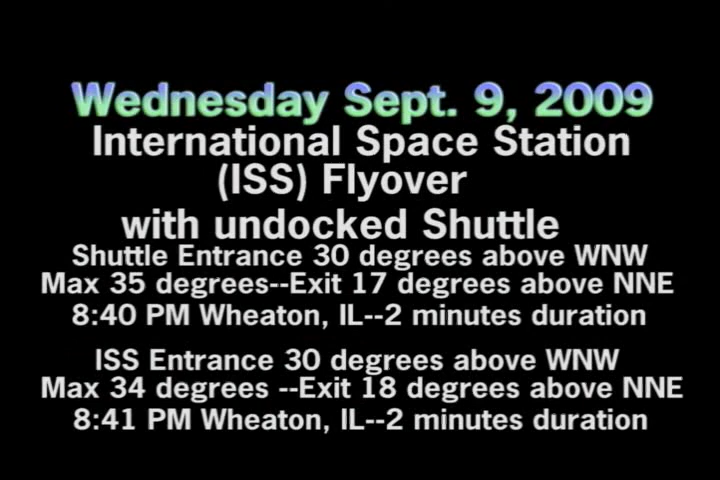 Wednesday Sept. 9, 2009
International Space Station
(ISS) Flyover
with undocked Shuttle
Shuttle Entrance 30 degrees above WNW
Max 35 degrees--Exit 17 degrees above NNE
8:40 PM Wheaton, IL--2 minutes duration
ISS Entrance 30 degrees above WNW
Max 34 degrees --Exit 18 degrees above NNE
8:41 PM Wheaton, IL--2 minutes duration